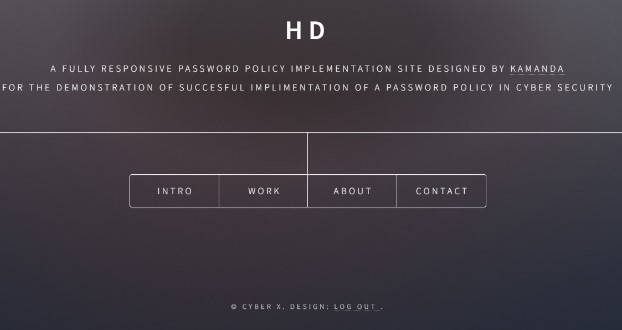 HD
A FULLY RESPONSIVE PASSWORD POLICY IMPLEMENTATION SITE DESIGNED BY KAMANDA
FOR THE DEMONSTRATION OF SUCCESFUL IMPLIMENTATION OF A PASSWORD POLICY IN CYBER SECURITY
INTRO WORK ABOUT CONTACT
© CYBER X. DESIGN: LOG OUT .